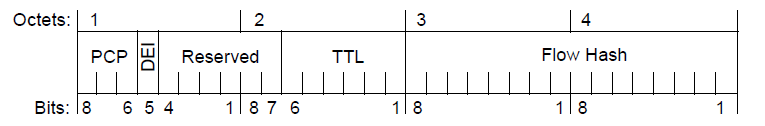 Octets: 1 2 3 4
PCP DEI Reserved TTL Flow Hash
Bits: 8 6 5 4 1 8 7 6 1 8 1 8 1